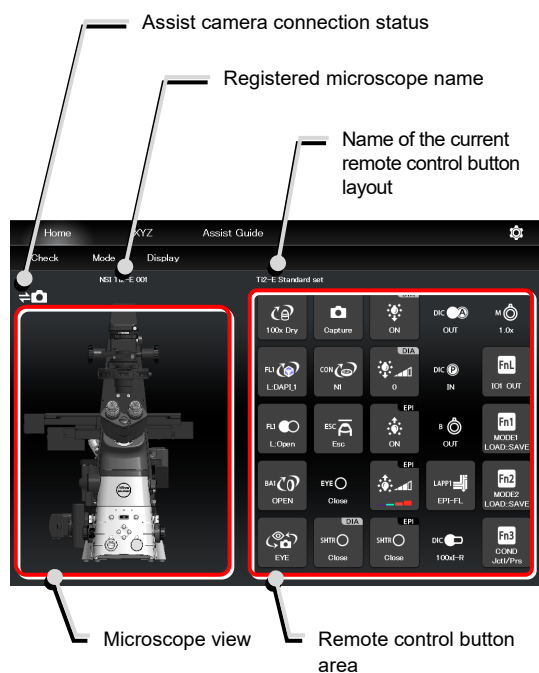 Assist camera connection status
Registered microscope name
Name of the current
remote control button
layout
Home XYZ Assist Guide
Check Mode Display
NSI Ti2-E 001 Ti2-E Standard set
100x Dry
Capture
DIA
ON
DIC A
OUT
M
1.0x
FL1
L:DAPI_1
CON
N1
DIA
0
DIC P
IN
FnL
IO1 OUT
FL1
L:Open
ESC
Esc
EPI
ON
B
OUT
Fn1
MODE1
LOAD:SAVE
BA1
OPEN
EYE
Close
EPI
LAPP1
EPI-FL
Fn2
MODE2
LOAD:SAVE
EYE
DIA
SHTR
Close
EPI
SHTR
Close
DIC
100xI-R
Fn3
COND
Jctl/Prs
Microscope view
Remote control button
area